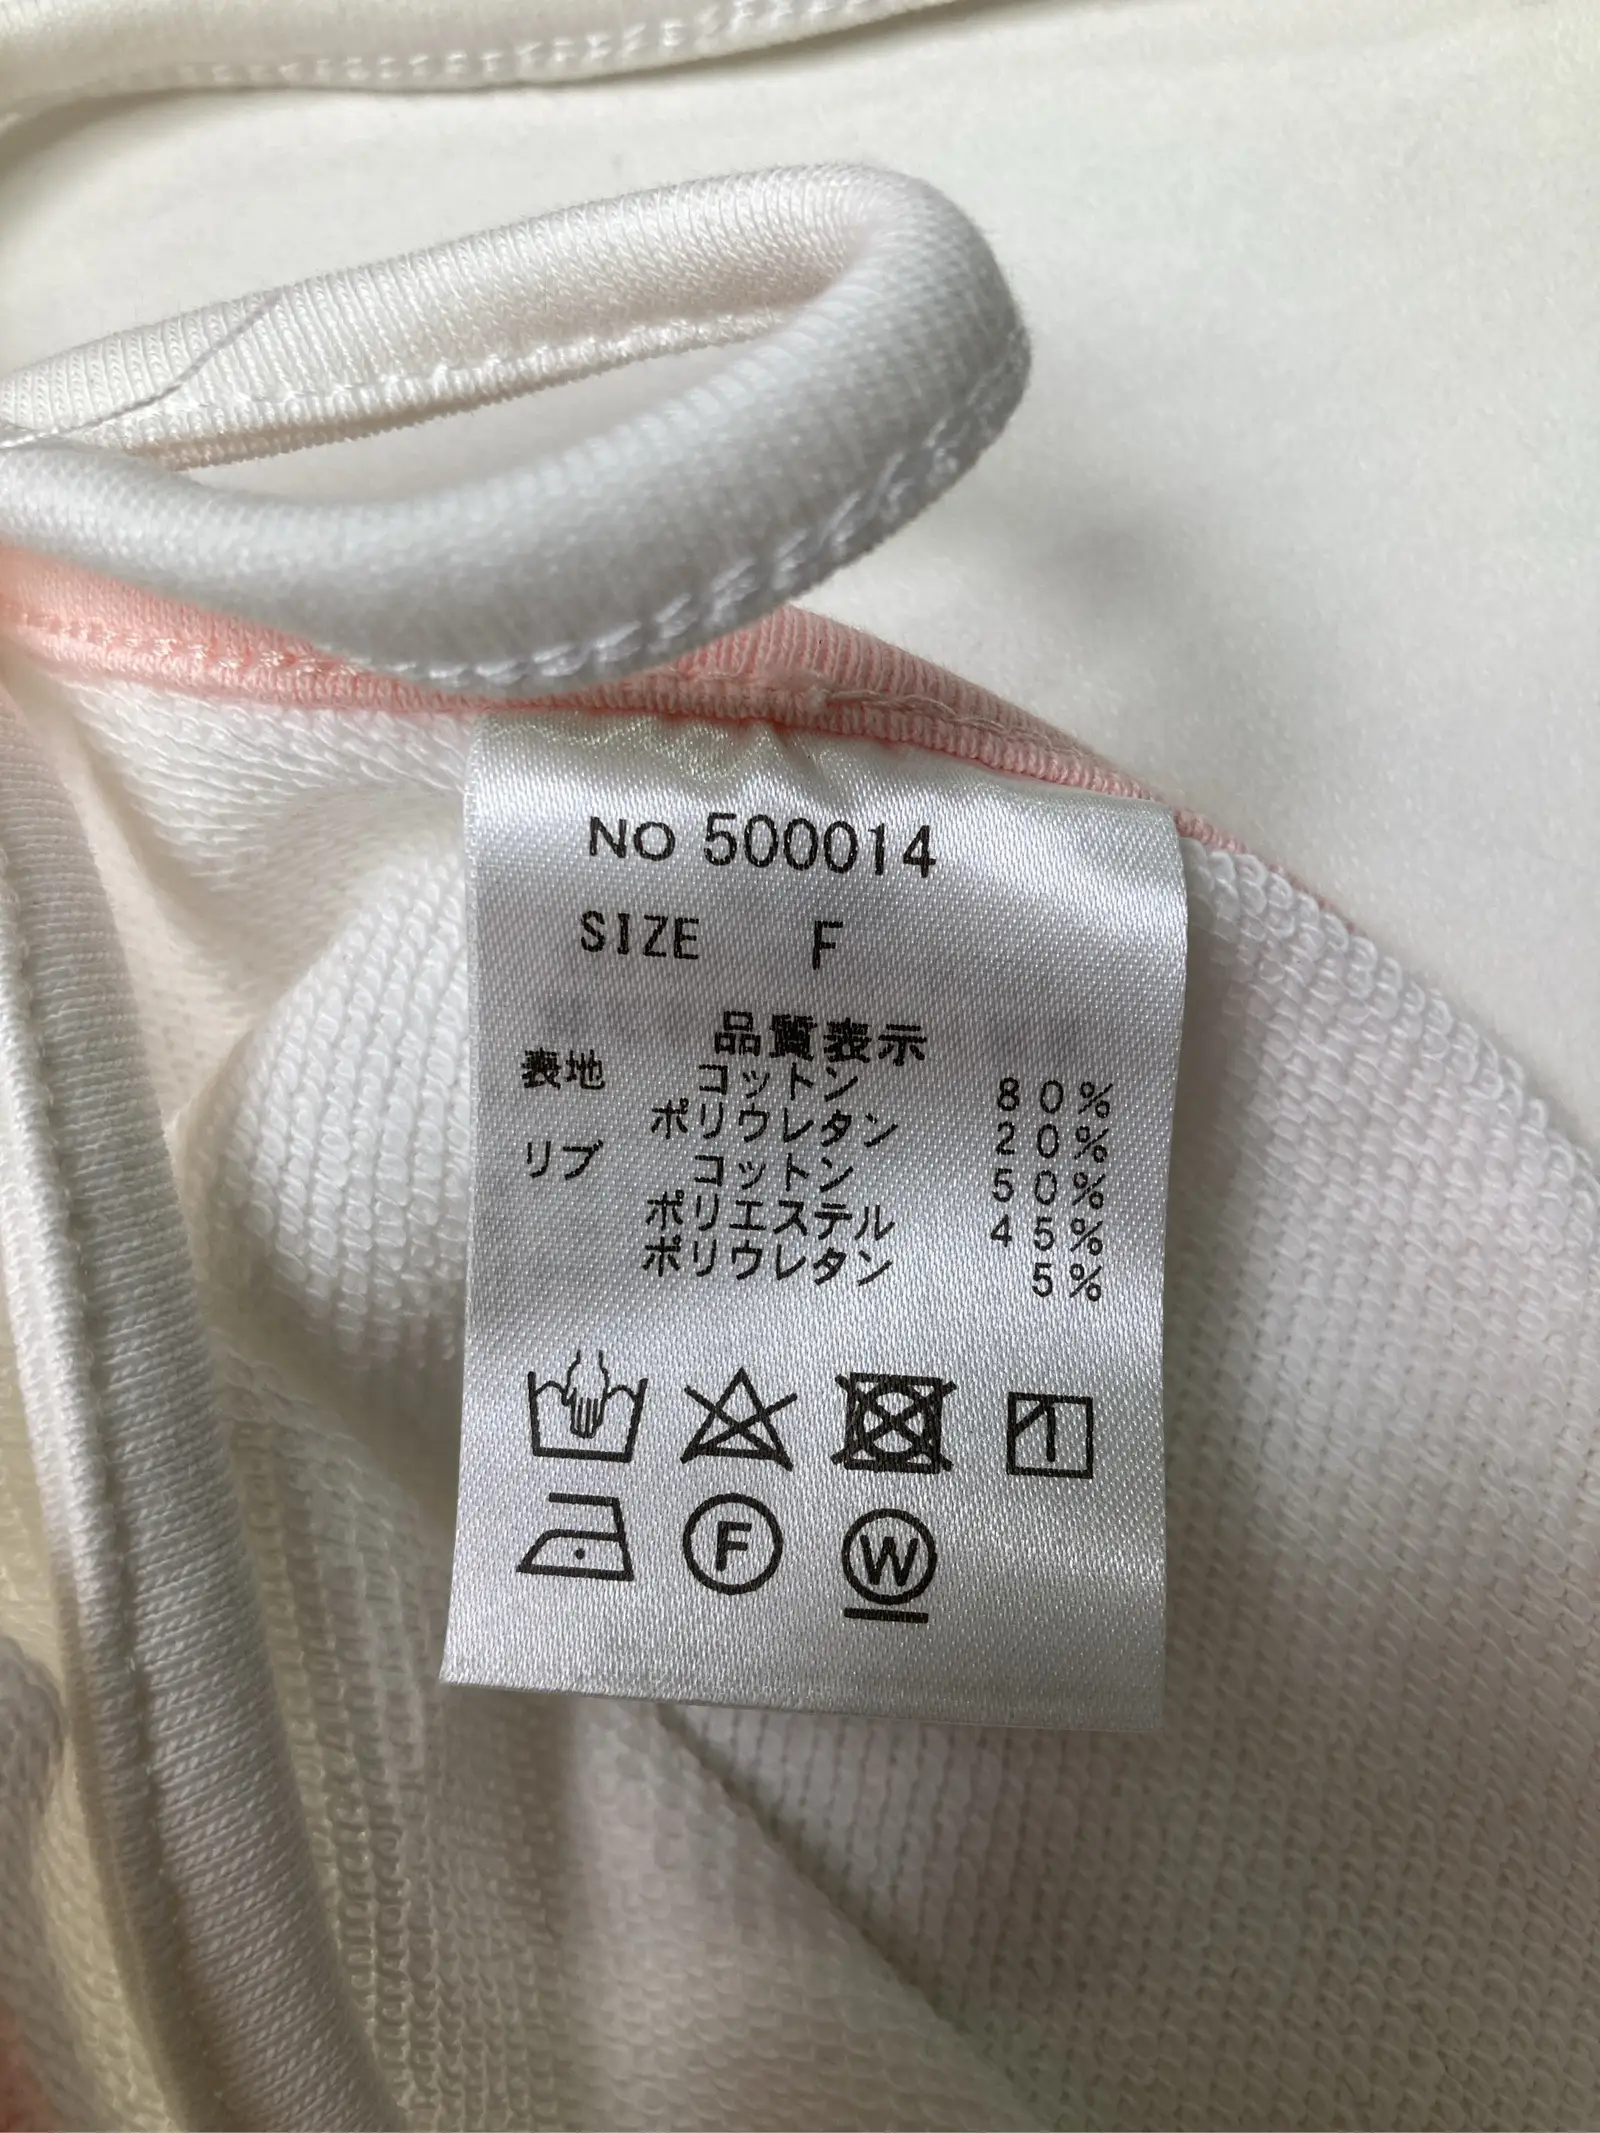 NO 500014
SIZE F
品質表示
表地 コットン 80%
ポリウレタン 20%
リブ コットン 50%
ポリエステル 45%
ポリウレタン 5%
F W